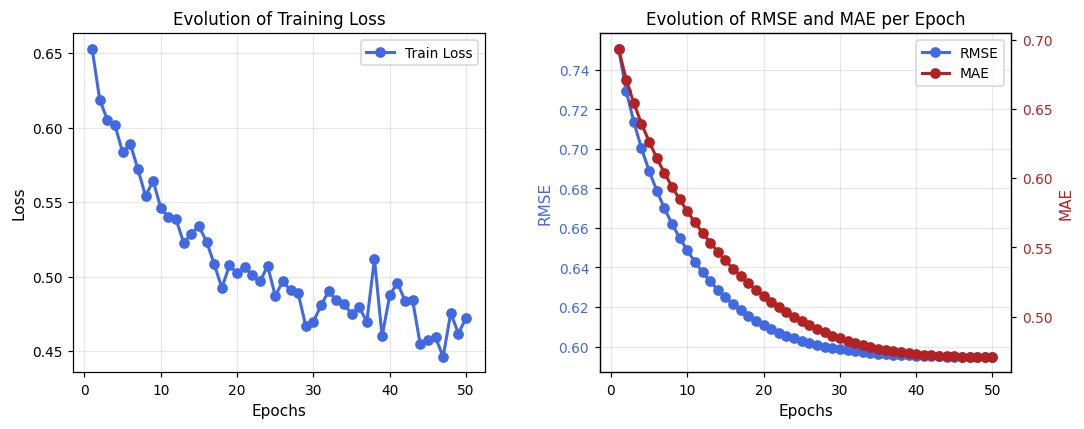 Evolution of Training Loss
Train Loss
Loss
0.65
0.60
0.55
0.50
0.45
0 10 20 30 40 50
Epochs
Evolution of RMSE and MAE per Epoch
RMSE
MAE
RMSE
0.74
0.72
0.70
0.68
0.66
0.64
0.62
0.60
0.70
0.65
0.60
0.55
0.50
MAE
0 10 20 30 40 50
Epochs